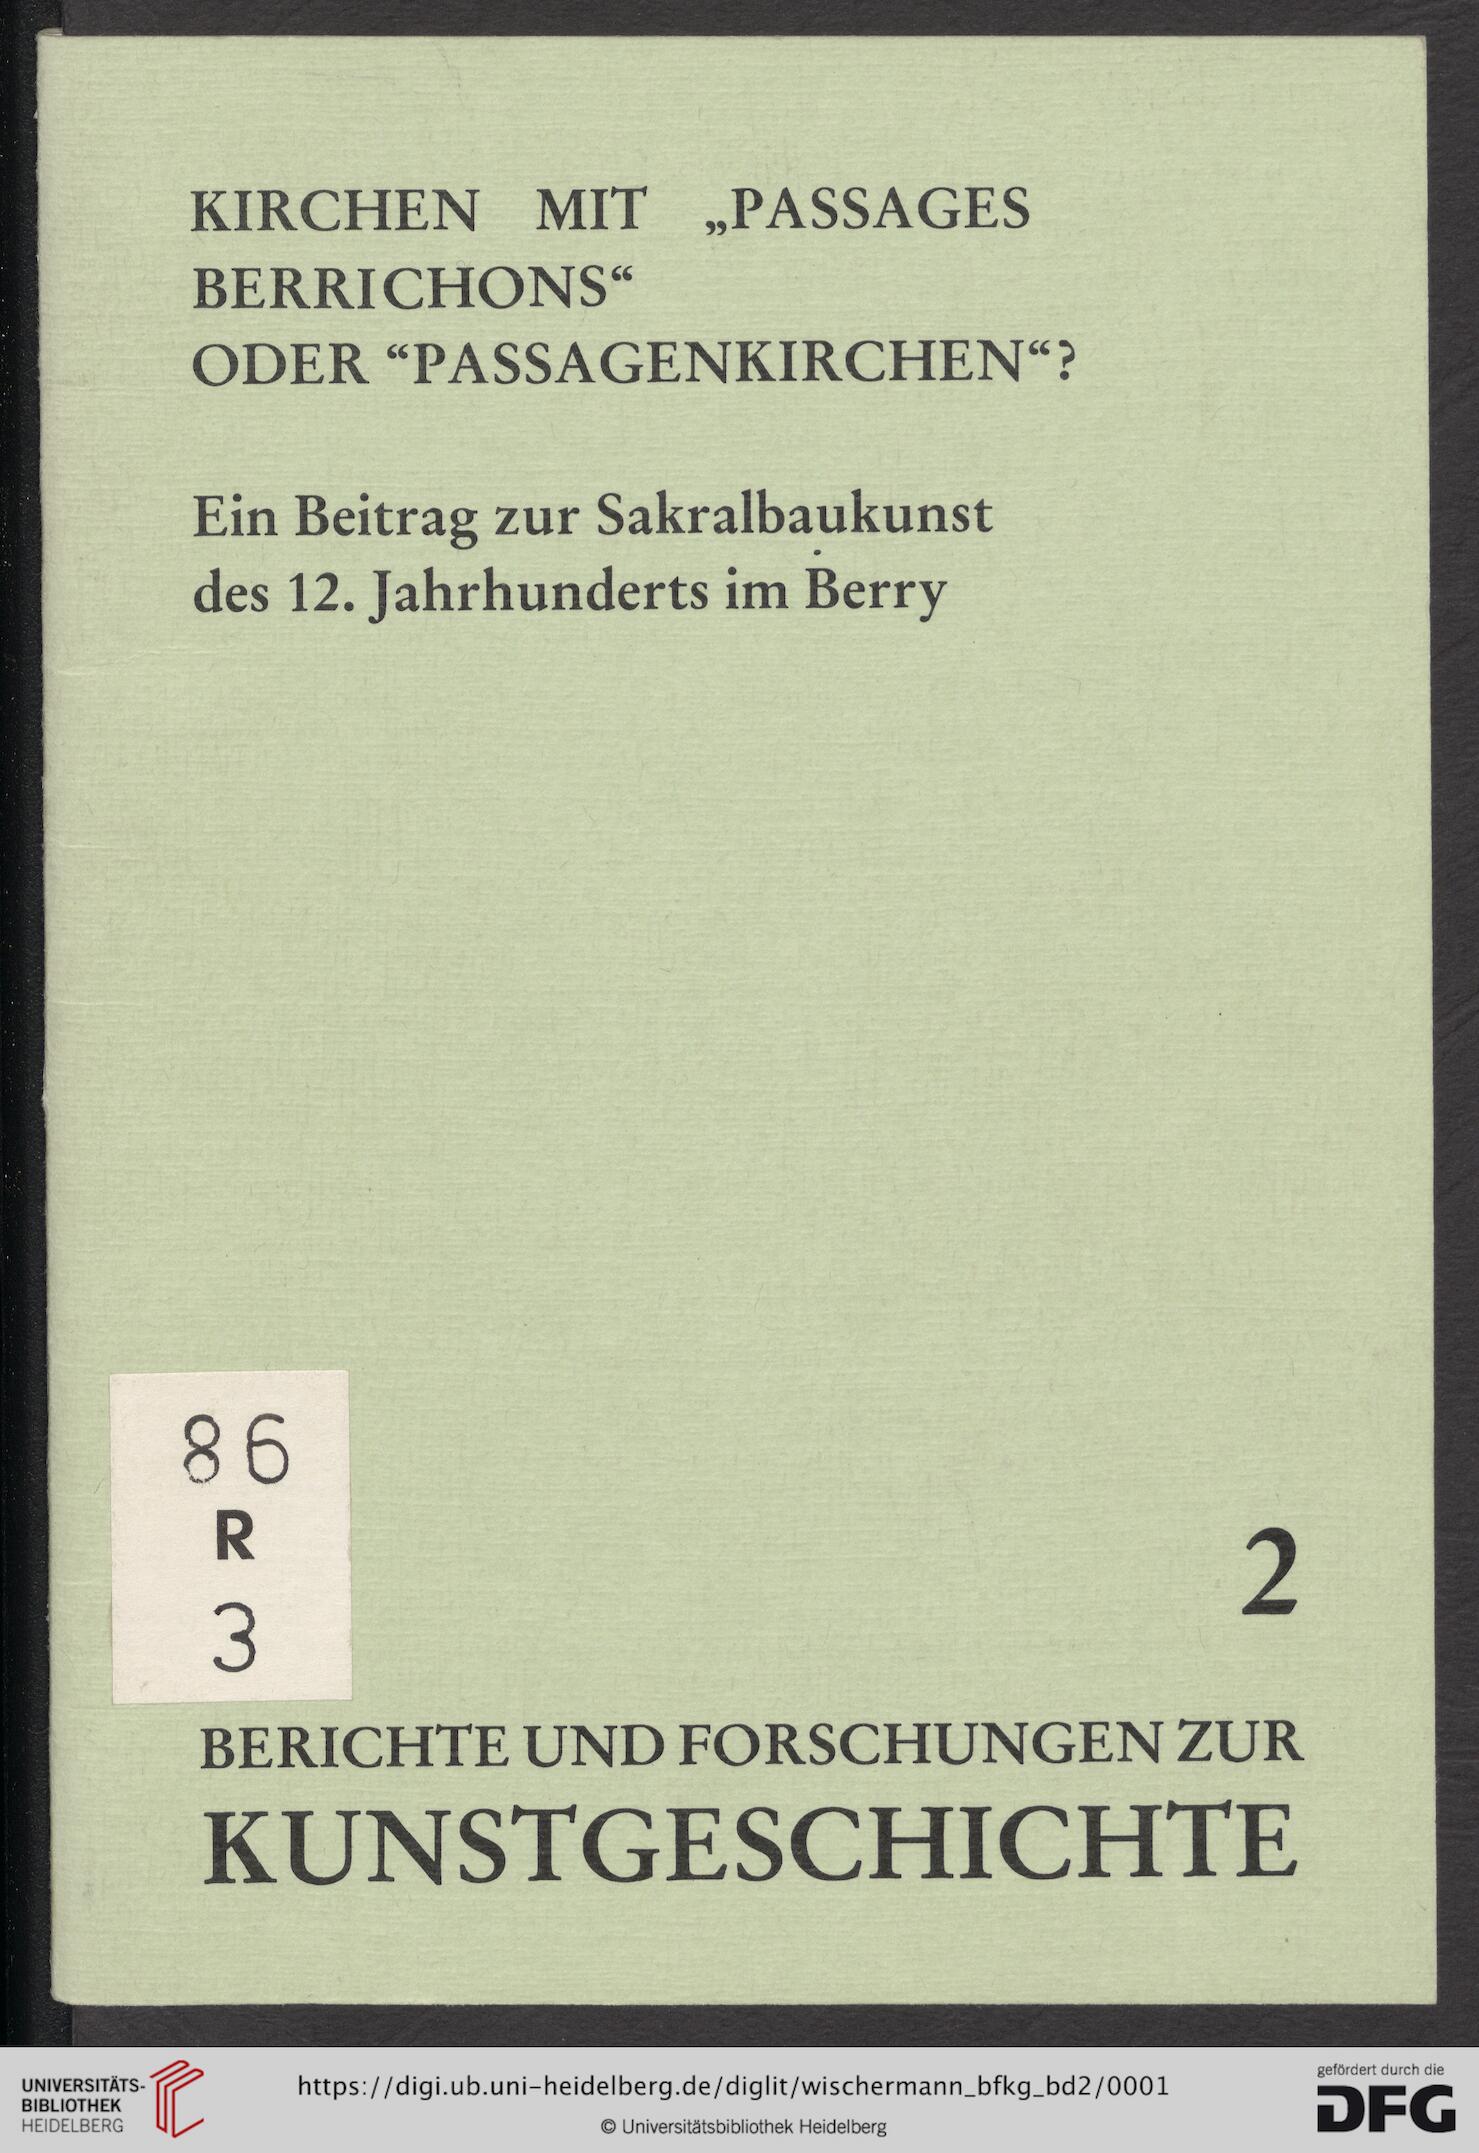 KIRCHEN MIT „PASSAGES
BERRICHONS“
ODER “PASSAGENKIRCHEN“?
Ein Beitrag zur Sakralbaukunst
des 12. Jahrhunderts im Berry
86
R
3
2
BERICHTE UND FORSCHUNGEN ZUR
KUNSTGESCHICHTE
UNIVERSITÄTS-
BIBLIOTHEK
HEIDELBERG
https://digi.ub.uni-heidelberg.de/diglit/wischermann_bfkg_bd2/0001
© Universitätsbibliothek Heidelberg
gefördert durch die
DFG